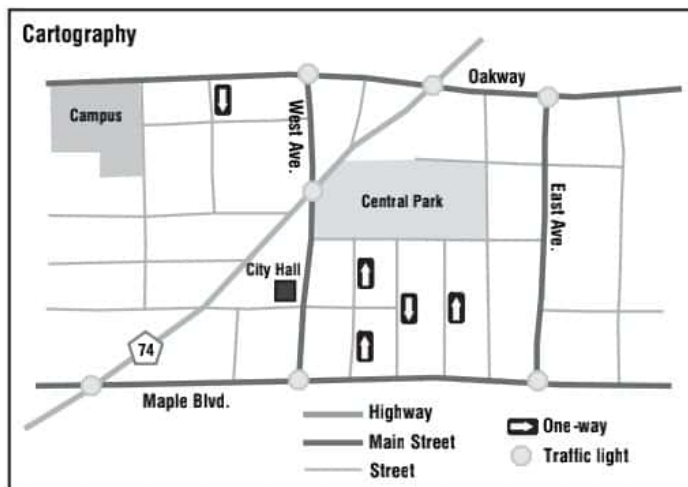 Cartography
Oakway
Campus
West Ave.
Central Park
East Ave.
City Hall
74
Maple Blvd.
Highway
Main Street
Street
One-way
Traffic light